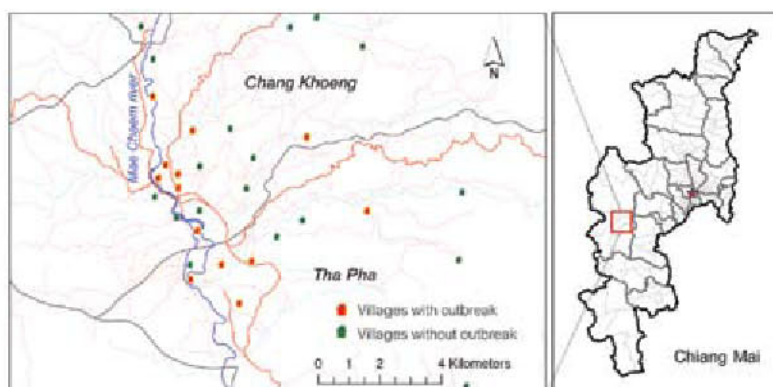 N
Chang Khoeng
Mae Chaem river
Tha Pha
Villages with outbreak
Villages without outbreak
0 1 2 4 Kilometers
Chiang Mai